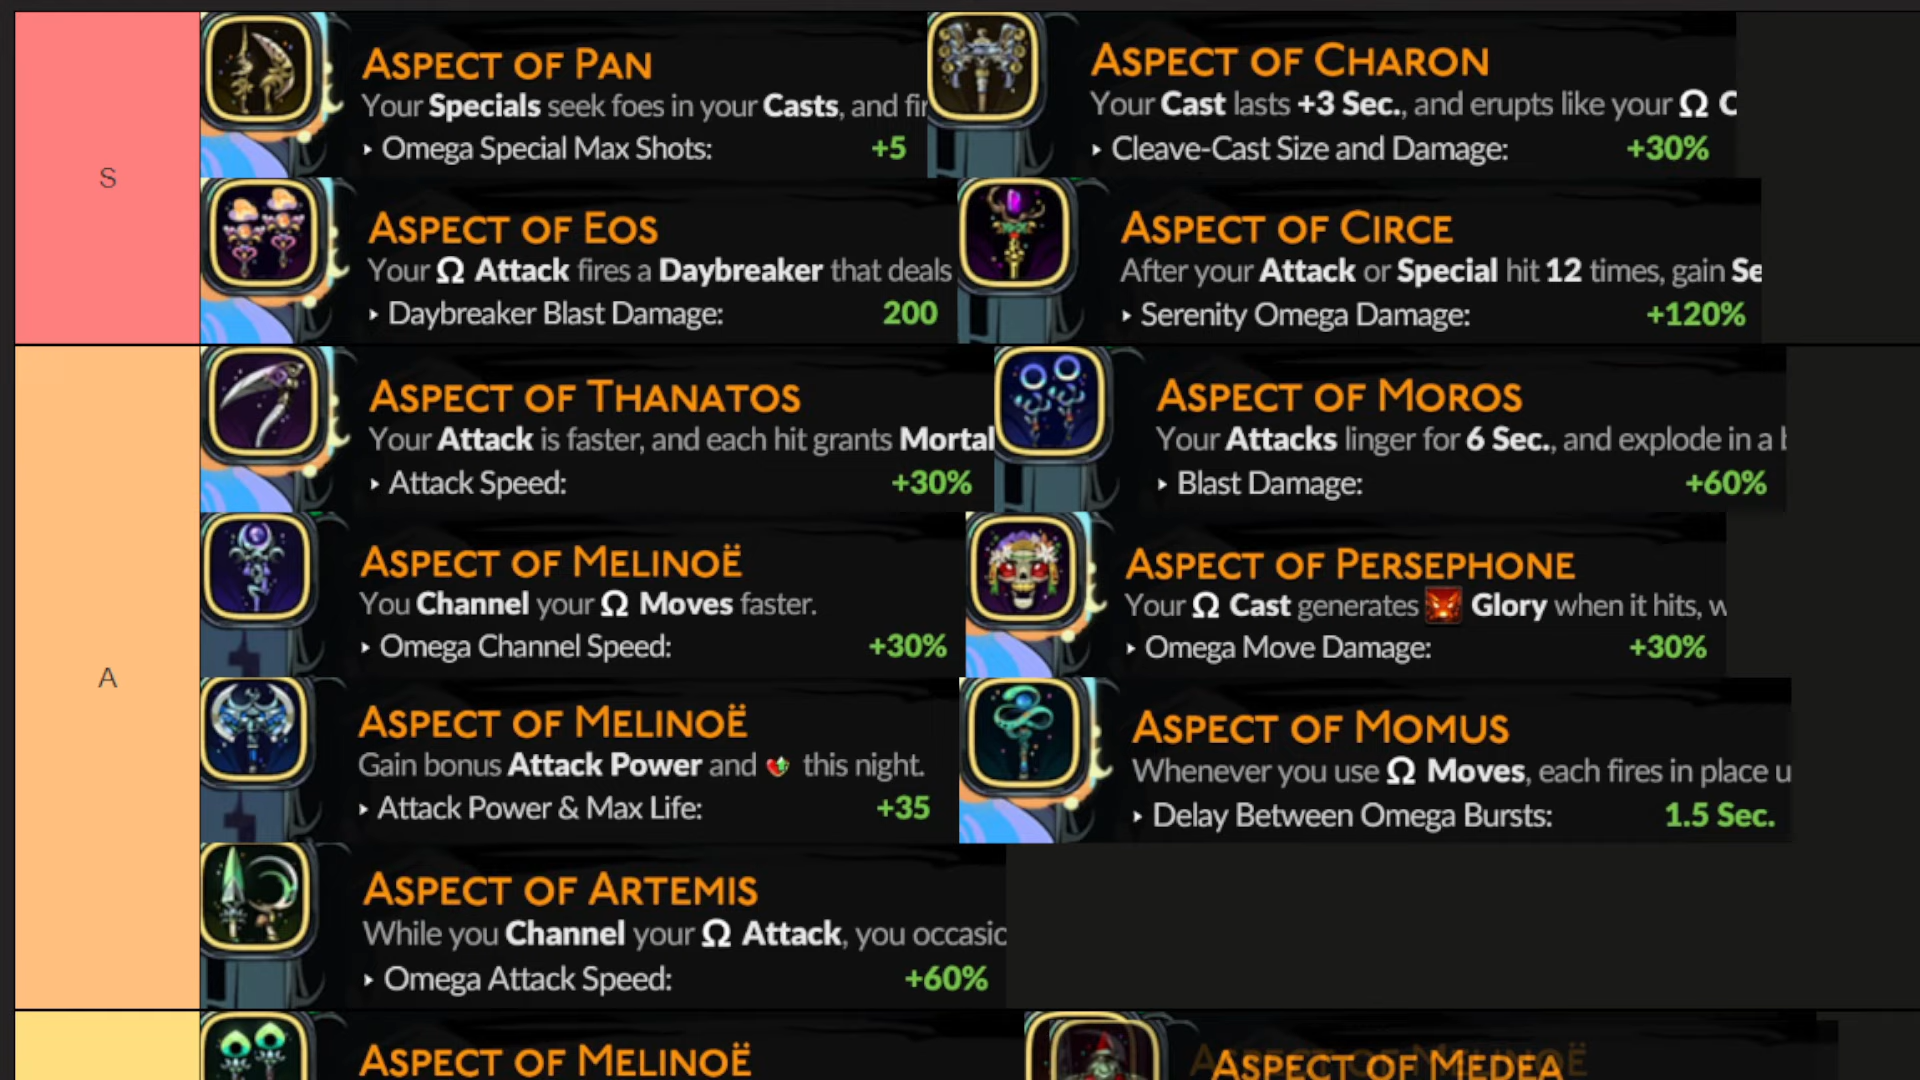 S
ASPECT OF PAN
Your Specials seek foes in your Casts, and fir
‣ Omega Special Max Shots: +5
ASPECT OF CHARON
Your Cast lasts +3 Sec., and erupts like your Ω C
‣ Cleave-Cast Size and Damage: +30%
ASPECT OF EOS
Your Ω Attack fires a Daybreaker that deals
‣ Daybreaker Blast Damage: 200
ASPECT OF CIRCE
After your Attack or Special hit 12 times, gain Se
‣ Serenity Omega Damage: +120%
A
ASPECT OF THANATOS
Your Attack is faster, and each hit grants Mortal
‣ Attack Speed: +30%
ASPECT OF MOROS
Your Attacks linger for 6 Sec., and explode in a b
‣ Blast Damage: +60%
ASPECT OF MELINOË
You Channel your Ω Moves faster.
‣ Omega Channel Speed: +30%
ASPECT OF PERSEPHONE
Your Ω Cast generates Glory when it hits, w
‣ Omega Move Damage: +30%
ASPECT OF MELINOË
Gain bonus Attack Power and this night.
‣ Attack Power & Max Life: +35
ASPECT OF MOMUS
Whenever you use Ω Moves, each fires in place u
‣ Delay Between Omega Bursts: 1.5 Sec.
ASPECT OF ARTEMIS
While you Channel your Ω Attack, you occasio
‣ Omega Attack Speed: +60%
ASPECT OF MELINOË
ASPECT OF MEDEA